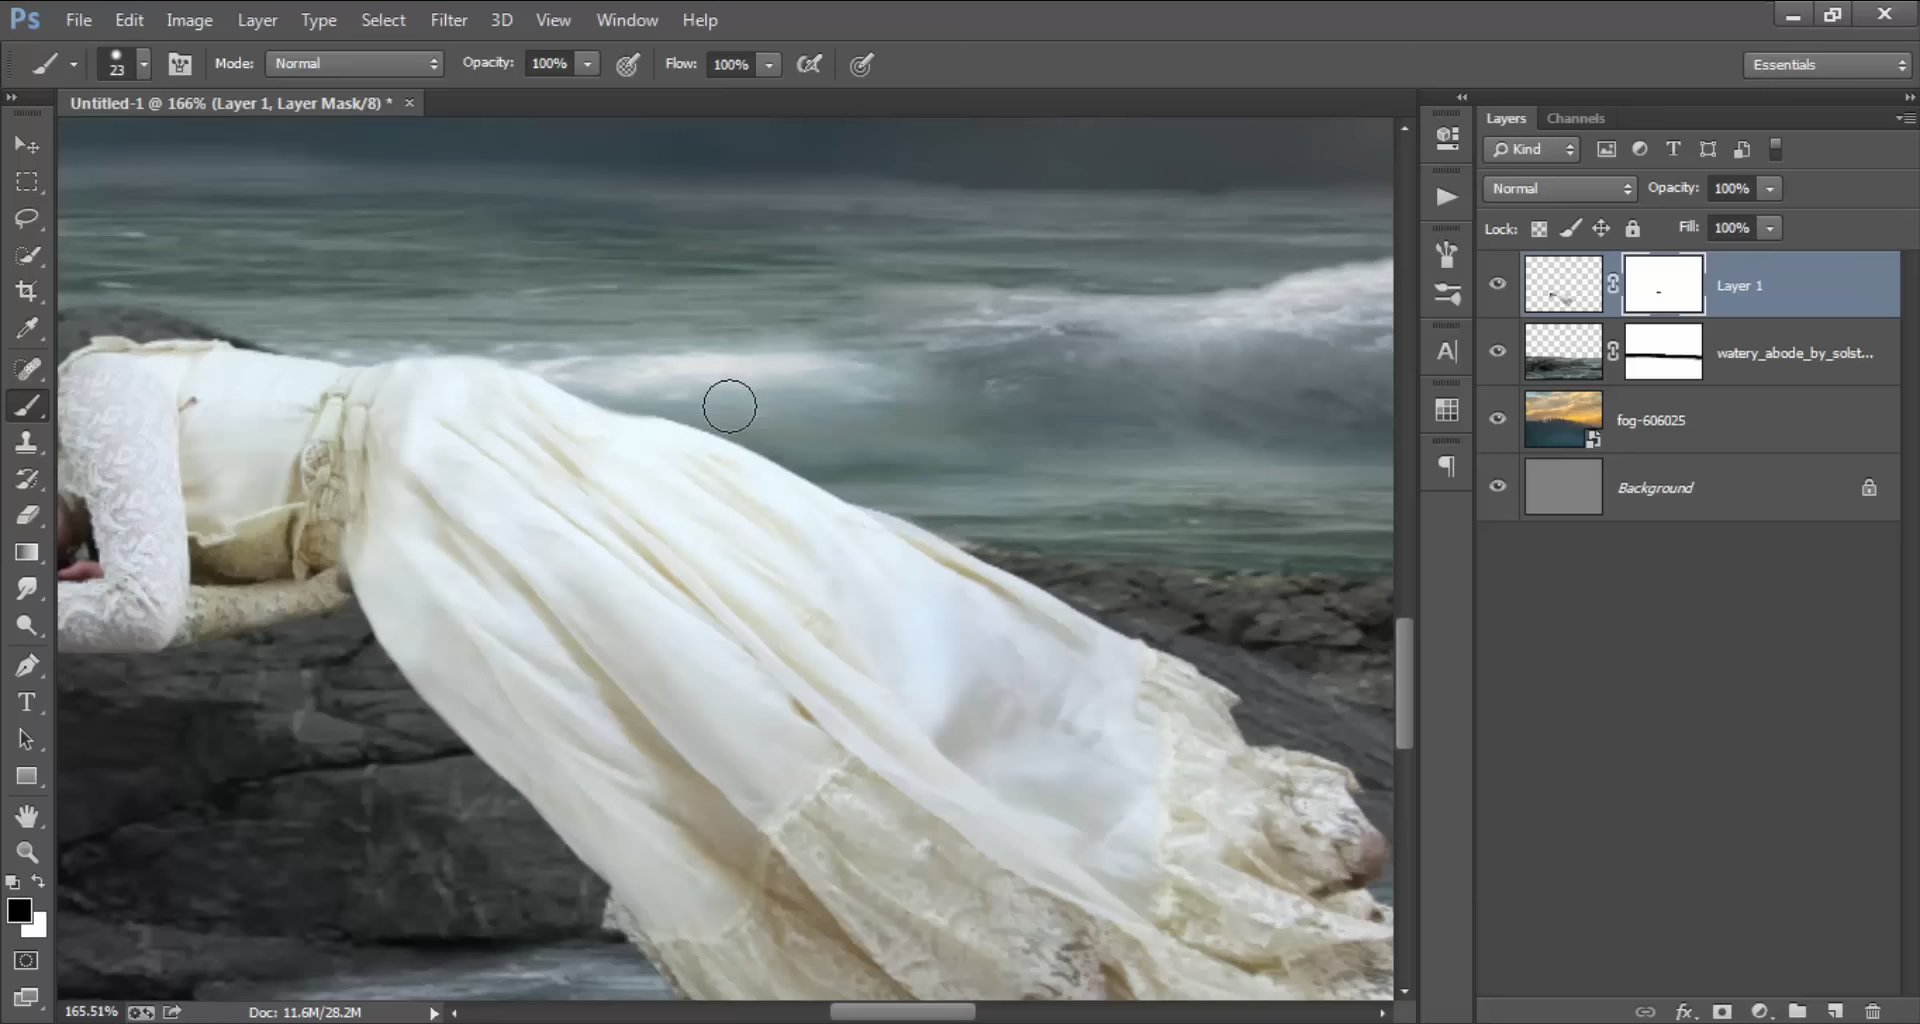 Ps File Edit Image Layer Type Select Filter 3D View Window Help
23 Mode: Normal Opacity: 100% Flow: 100% Essentials
Untitled-1 @ 166% (Layer 1, Layer Mask/8) * ×
Layers Channels
Kind T
Normal Opacity: 100%
Lock: Fill: 100%
Layer 1
watery_abode_by_solst...
fog-606025
Background
A
T
165.51% Doc: 11.6M/28.2M fx